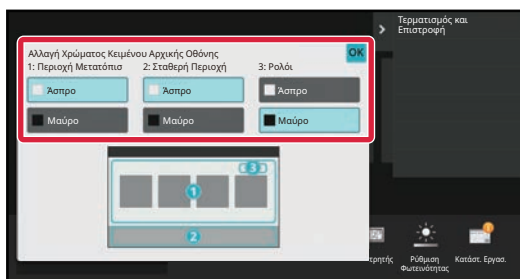 Τερματισμός και
Επιστροφή
Αλλαγή Χρώματος Κειμένου Αρχικής Οθόνης
OK
1: Περιοχή Μετατόπισ
2: Σταθερή Περιοχή
3: Ρολόι
Άσπρο
Άσπρο
Άσπρο
Μαύρο
Μαύρο
Μαύρο
3
1
2
Ρύθμιση
Φωτεινότητας
Κατάστ. Εργασ.